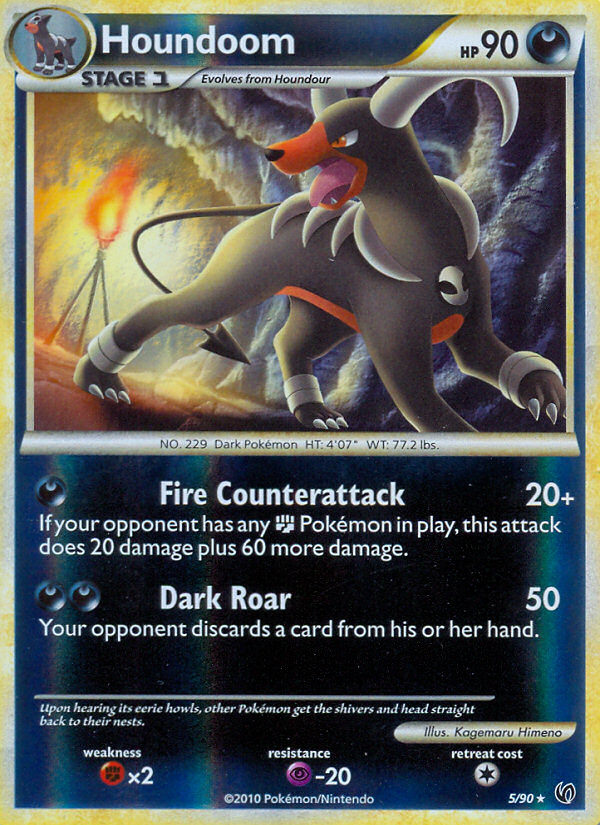 Houndoom
HP 90
STAGE 1
Evolves from Houndour
NO. 229 Dark Pokémon HT: 4'07" WT: 77.2 lbs.
Fire Counterattack 20+
If your opponent has any Pokémon in play, this attack
does 20 damage plus 60 more damage.
Dark Roar 50
Your opponent discards a card from his or her hand.
Upon hearing its eerie howls, other Pokémon get the shivers and head straight
back to their nests.
Illus. Kagemaru Himeno
weakness resistance retreat cost
×2 -20
©2010 Pokémon/Nintendo 5/90 ★